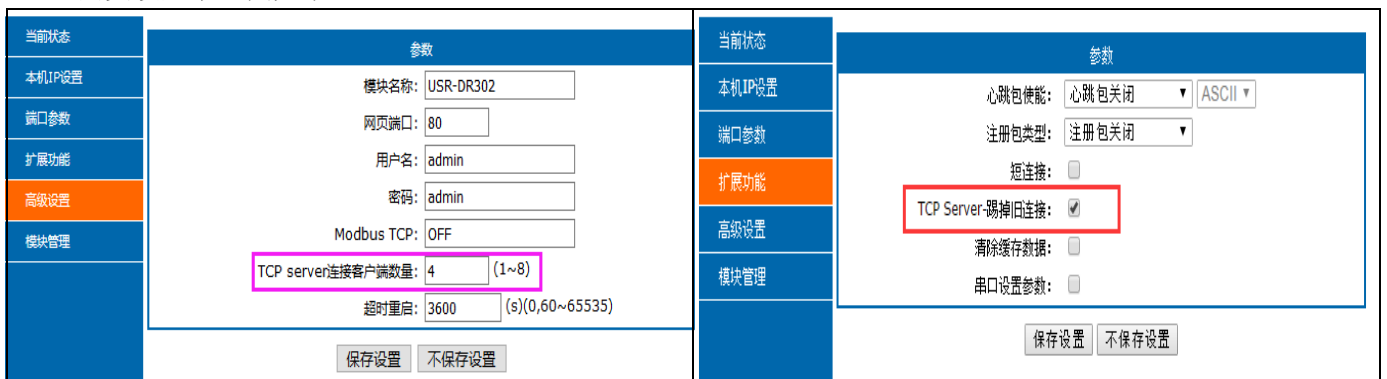 当前状态
本机IP设置
端口参数
扩展功能
高级设置
模块管理
参数
模块名称: USR-DR302
网页端口: 80
用户名: admin
密码: admin
Modbus TCP: OFF
TCP server连接客户端数量: 4 (1~8)
超时重启: 3600 (s)(0,60~65535)
保存设置 不保存设置
当前状态
本机IP设置
端口参数
扩展功能
高级设置
模块管理
参数
心跳包使能: 心跳包关闭 ASCII
注册包类型: 注册包关闭
短连接:
TCP Server-踢掉旧连接:
清除缓存数据:
串口设置参数:
保存设置 不保存设置